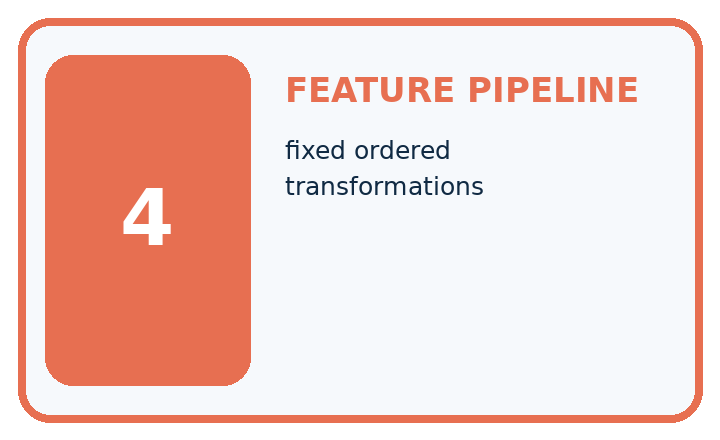 4
FEATURE PIPELINE
fixed ordered
transformations